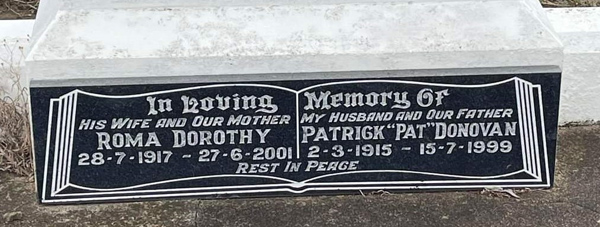 In Loving Memory Of
His Wife and Our Mother
Roma Dorothy
28-7-1917 - 27-6-2001
My Husband and Our Father
Patrick "Pat" Donovan
2-3-1915 - 15-7-1999
Rest In Peace